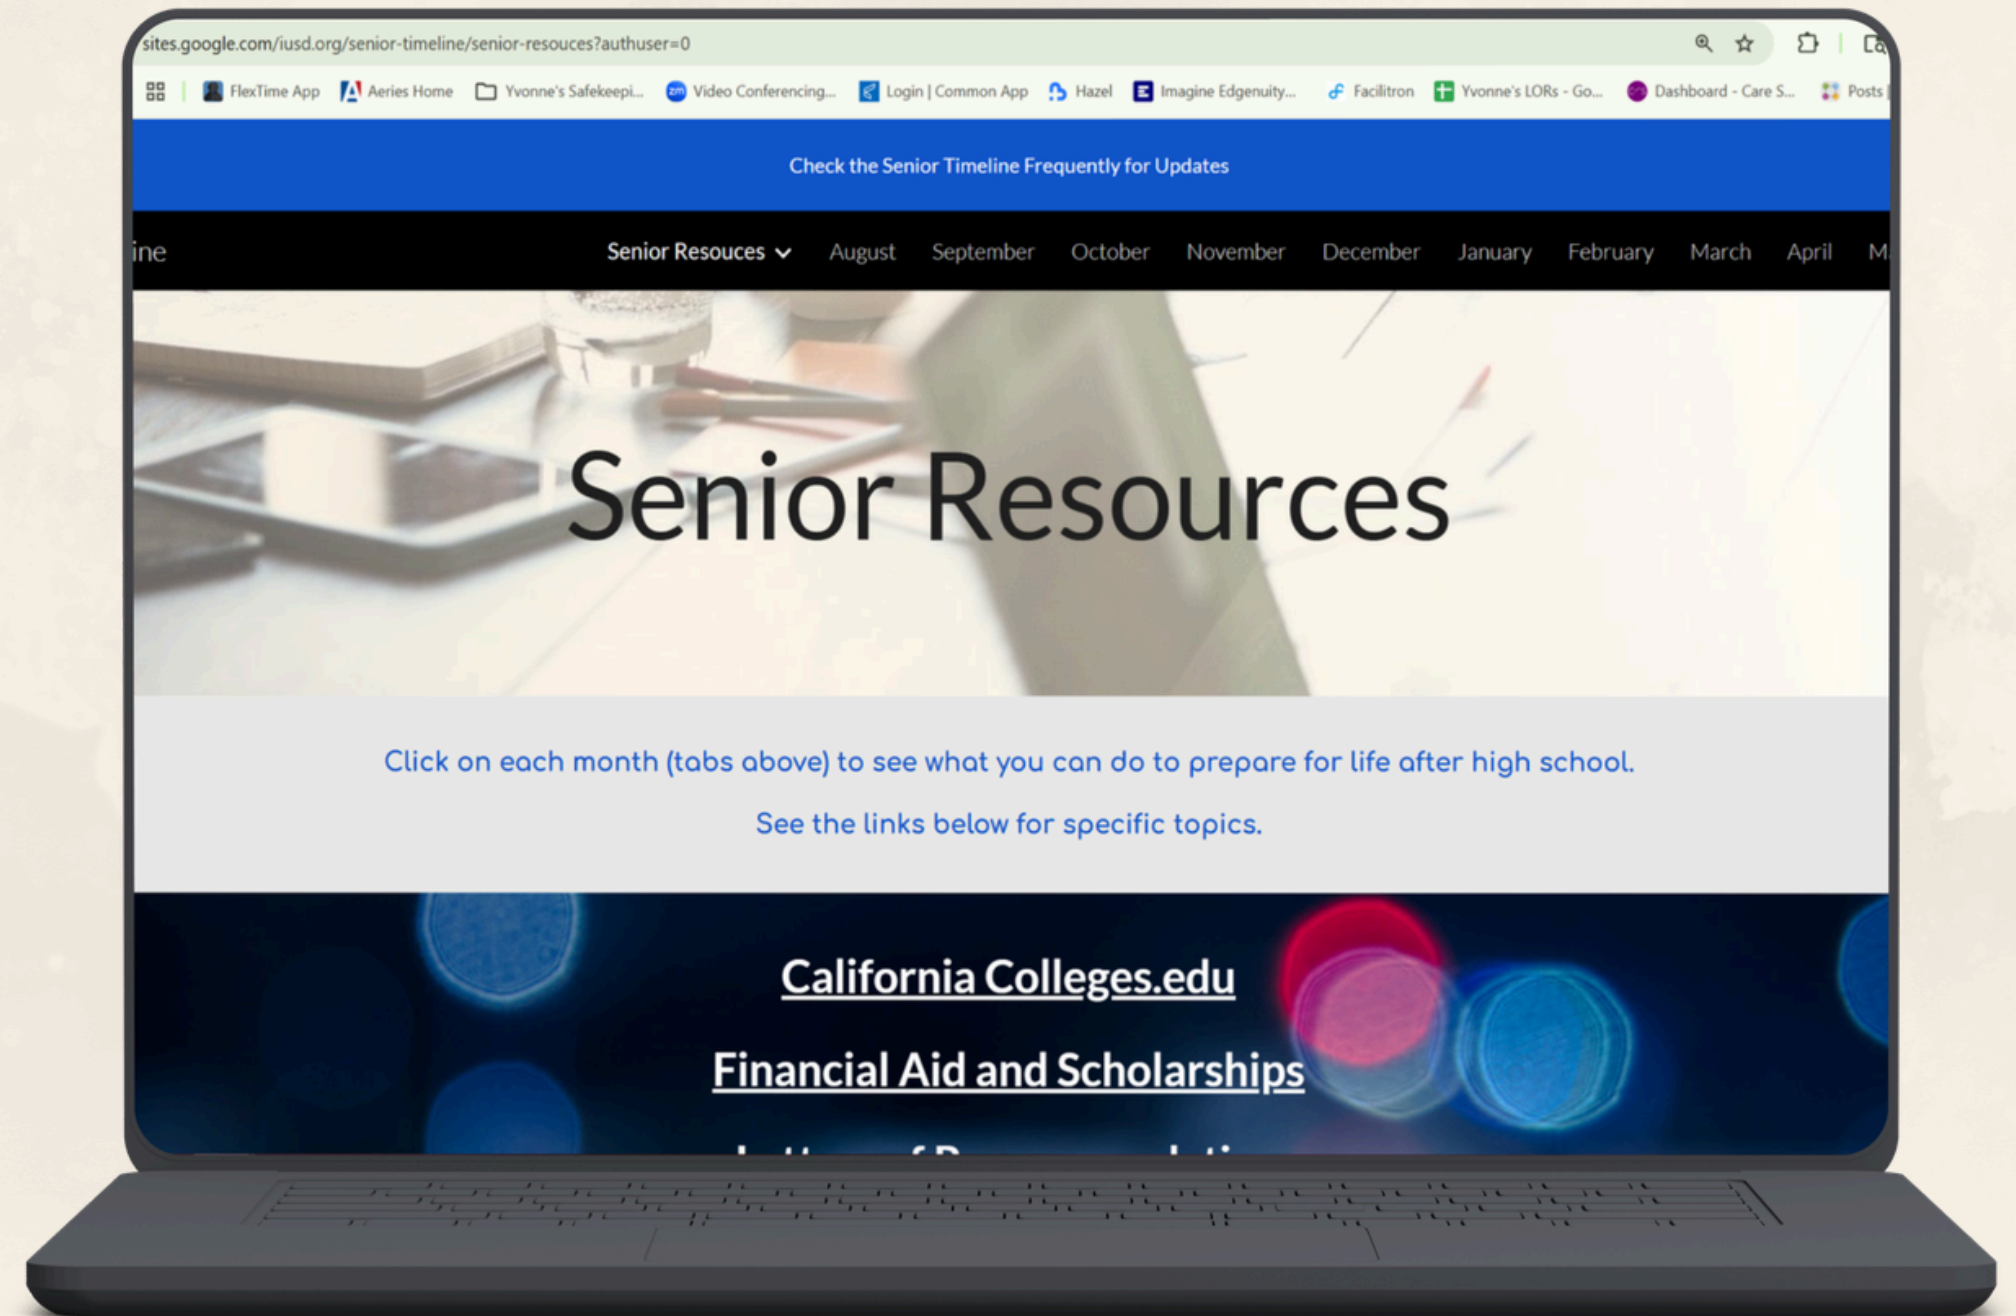 sites.google.com/iusd.org/senior-timeline/senior-resouces?authuser=0
FlexTime App Aeries Home Yvonne's Safekeepi... zm Video Conferencing... Login | Common App Hazel Imagine Edgenuity... Facilitron Yvonne's LORs - Go... Dashboard - Care S... Posts
Check the Senior Timeline Frequently for Updates
ine Senior Resouces August September October November December January February March April M
Senior Resources
Click on each month (tabs above) to see what you can do to prepare for life after high school.
See the links below for specific topics.
California Colleges.edu
Financial Aid and Scholarships